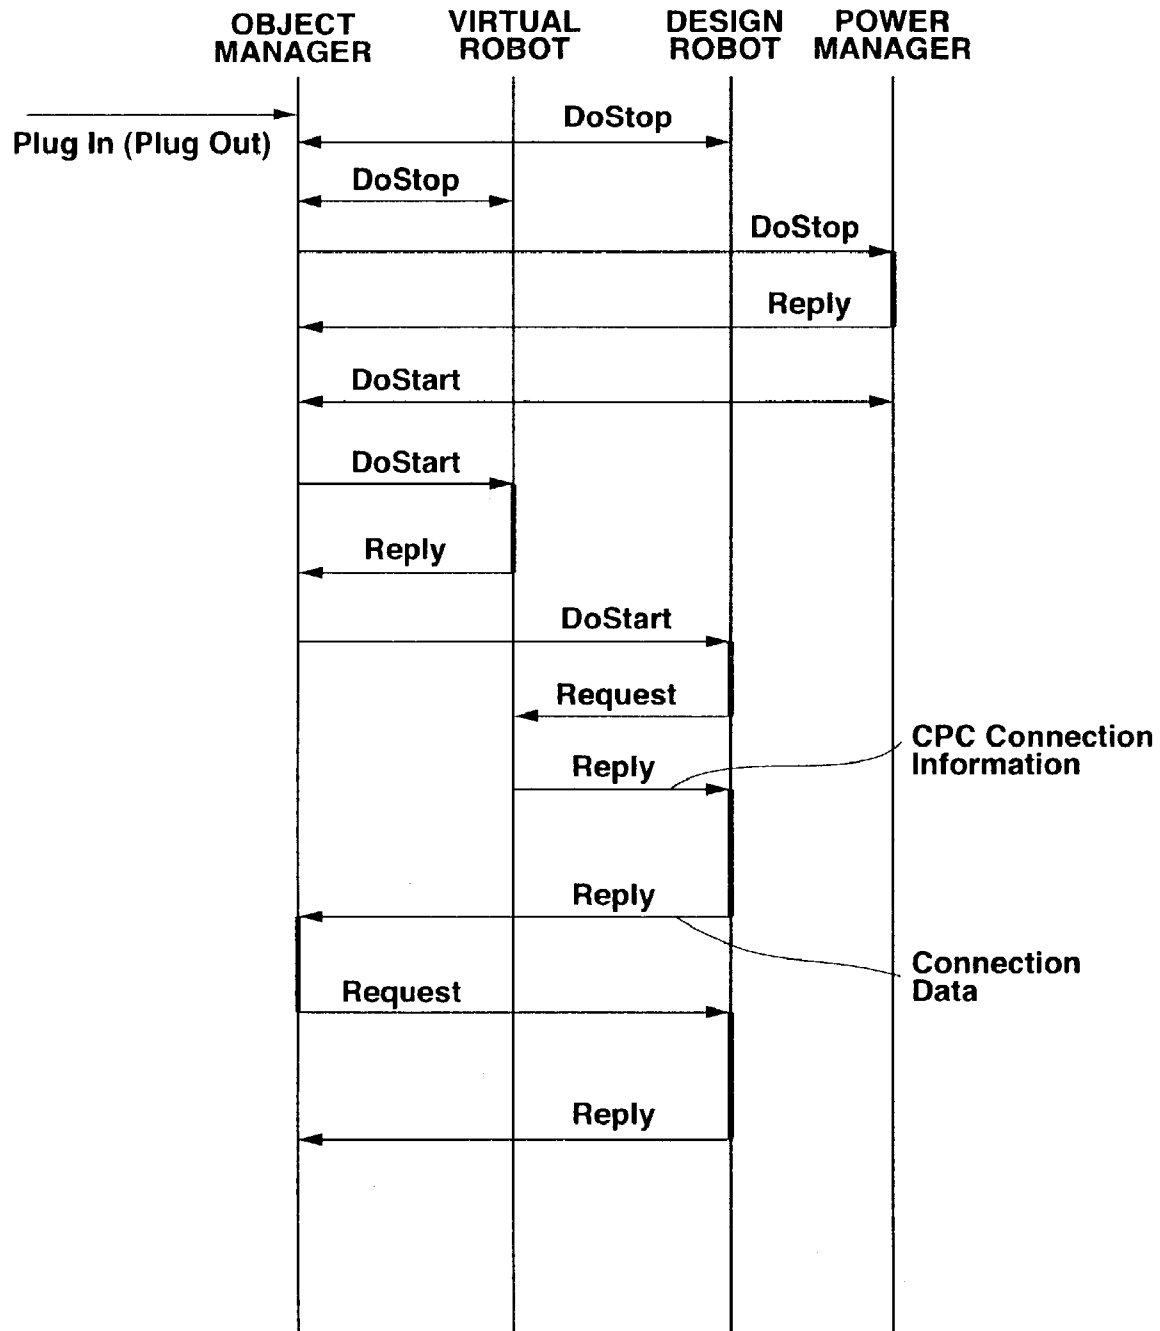 OBJECT
MANAGER
VIRTUAL
ROBOT
DESIGN
ROBOT
POWER
MANAGER
Plug In (Plug Out)
DoStop
DoStop
DoStop
Reply
DoStart
DoStart
Reply
DoStart
Request
CPC Connection
Information
Reply
Reply
Connection
Data
Request
Reply